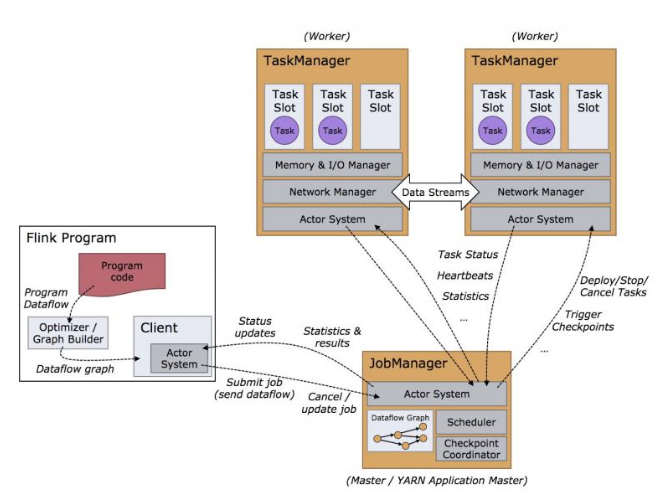 (Worker)
(Worker)
TaskManager
TaskManager
Task
Slot
Task
Slot
Task
Slot
Task
Slot
Task
Slot
Task
Slot
Task
Task
Task
Task
Memory & I/O Manager
Memory & I/O Manager
Network Manager
Data Streams
Network Manager
Actor System
Actor System
Flink Program
Program
code
Program
Dataflow
Optimizer /
Graph Builder
Dataflow graph
Client
Actor
System
Status
updates
Statistics &
results
Submit job
(send dataflow)
Cancel /
update job
Task Status
Heartbeats
Statistics
...
Deploy/Stop/
Cancel Tasks
Trigger
Checkpoints
...
JobManager
Actor System
Dataflow Graph
Scheduler
Checkpoint
Coordinator
(Master / YARN Application Master)